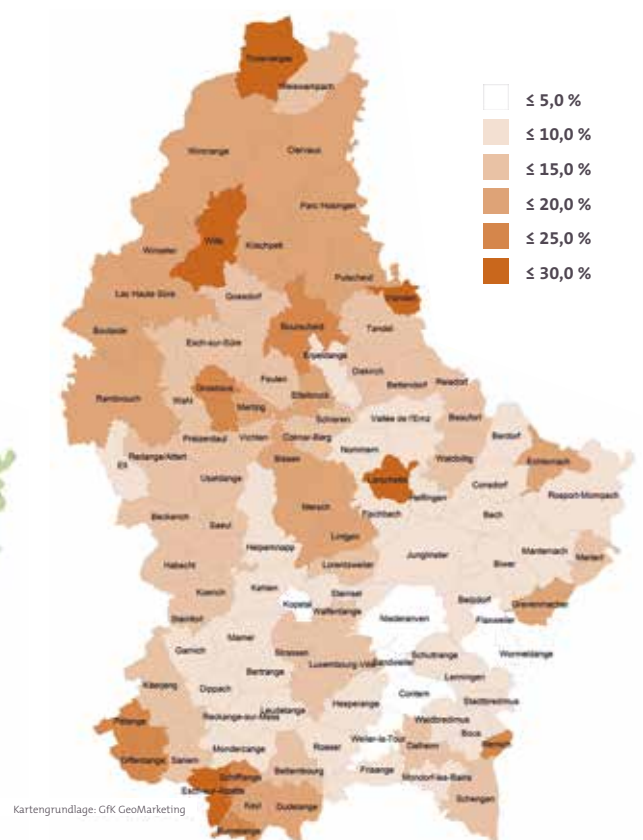 Troisvierges
Weiswampach
Wincrange
Clervaux
Parc Hosingen
Wiltz
Winseler
Kiischpelt
Putscheid
Lac Haute Sûre
Goesdorf
Vianden
Boulaide
Bourscheid
Tandel
Esch-sur-Sûre
Erpeldange
Diekirch
Feulen
Bettendorf
Reisdorf
Grosbous
Ettelbruck
Rambrouch
Wahl
Mertzig
Schieren
Vallée de l'Ernz
Beaufort
Préizerdaul
Vichten
Colmar-Berg
Berdorf
Nommern
Ell
Redange/Attert
Bissen
Waldbillig
Echternach
Useldange
Larochette
Consdorf
Heffingen
Rosport-Mompach
Mersch
Fischbach
Bech
Beckerich
Saeul
Lintgen
Helperknapp
Junglinster
Manternach
Mertert
Habscht
Lorentzweiler
Biwer
Koerich
Kehlen
Steinsel
Betzdorf
Grevenmacher
Kopstal
Walferdange
Steinfort
Niederanven
Flaxweiler
Mamer
Garnich
Strassen
Luxembourg-Ville
Sandweiler
Schuttrange
Wormeldange
Bertrange
Lenningen
Käerjeng
Dippach
Contern
Stadtbredimus
Leudelange
Hesperange
Reckange-sur-Mess
Waldbredimus
Pétange
Bous
Weiler-la-Tour
Dalheim
Remich
Mondercange
Roeser
Differdange
Sanem
Bettembourg
Frisange
Mondorf-les-Bains
Schifflange
Esch-sur-Alzette
Schengen
Kayl
Dudelange
Rumelange
≤ 5,0 %
≤ 10,0 %
≤ 15,0 %
≤ 20,0 %
≤ 25,0 %
≤ 30,0 %
Kartengrundlage: GfK GeoMarketing